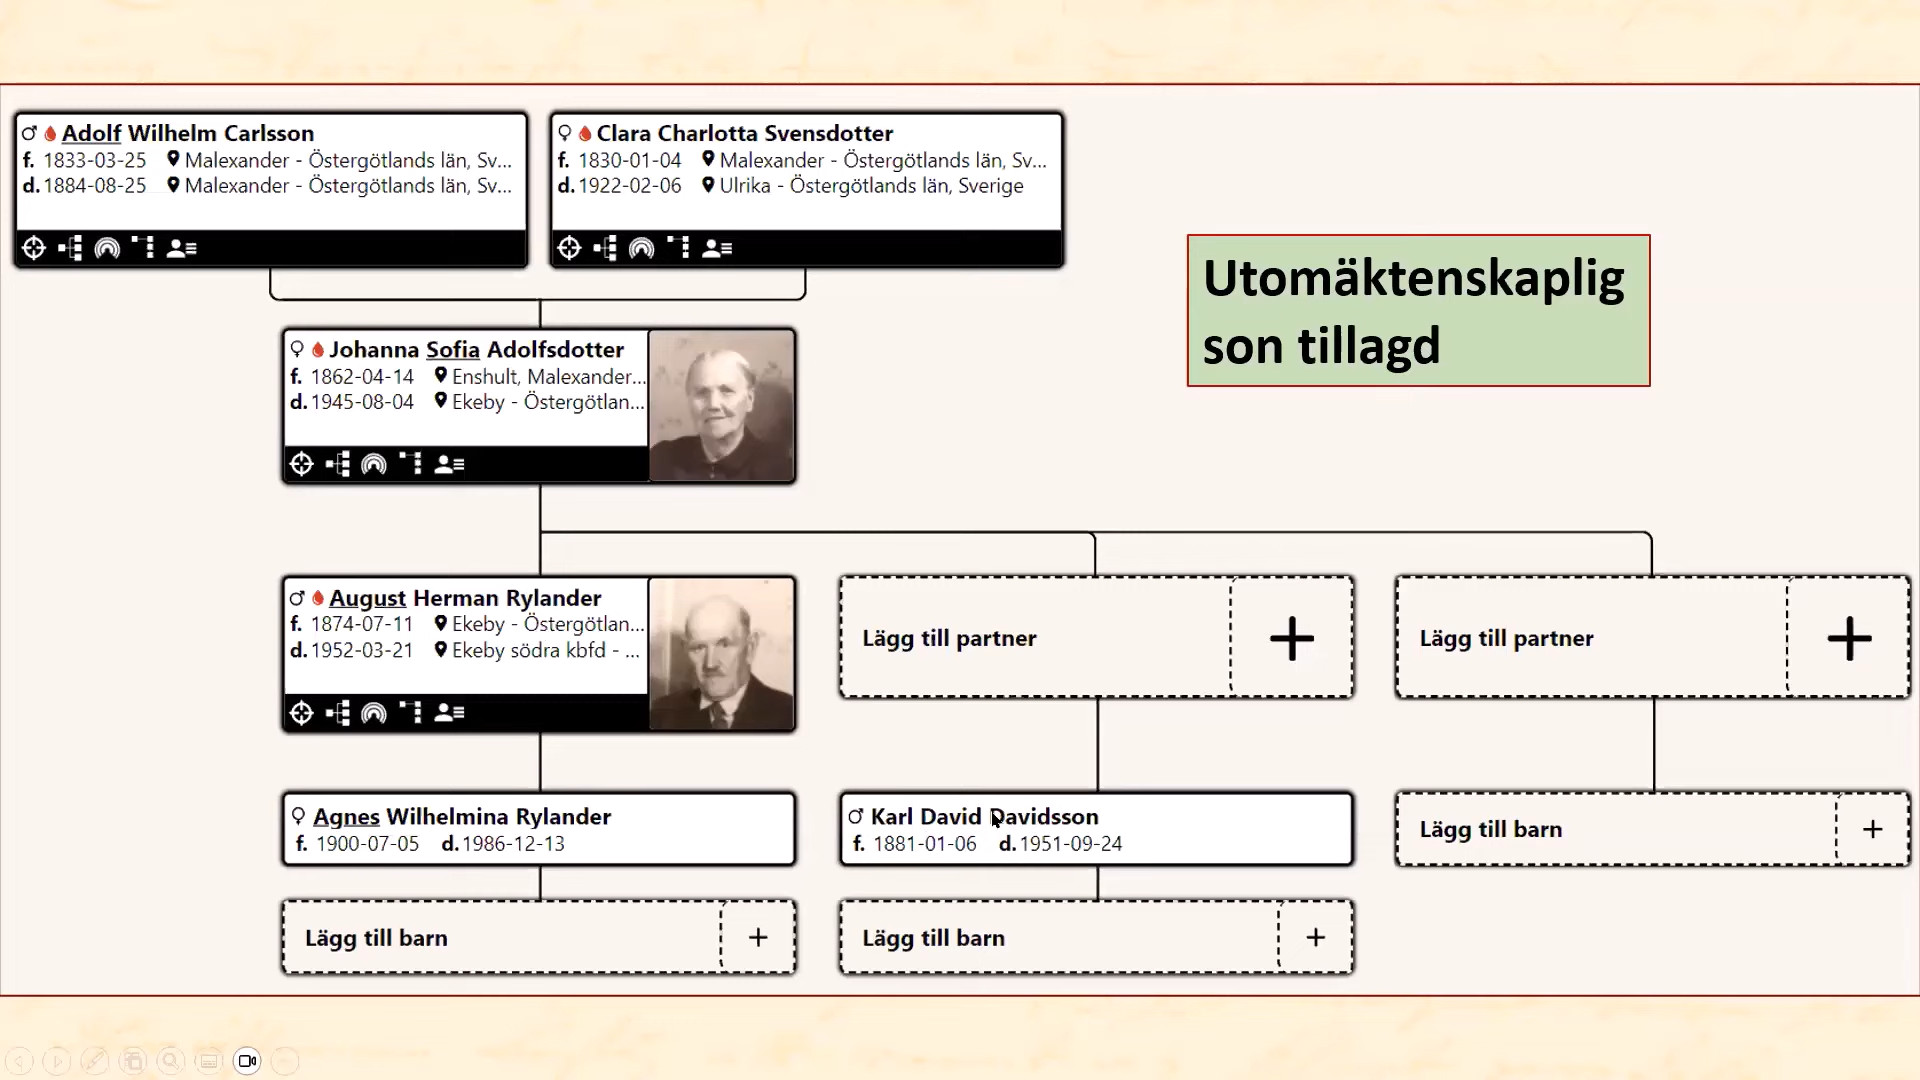 Adolf Wilhelm Carlsson
f. 1833-03-25 Malexander - Östergötlands län, Sv...
d. 1884-08-25 Malexander - Östergötlands län, Sv...
Clara Charlotta Svensdotter
f. 1830-01-04 Malexander - Östergötlands län, Sv...
d. 1922-02-06 Ulrika - Östergötlands län, Sverige
Utomäktenskaplig
son tillagd
Johanna Sofia Adolfsdotter
f. 1862-04-14 Enshult, Malexander...
d. 1945-08-04 Ekeby - Östergötlan...
August Herman Rylander
f. 1874-07-11 Ekeby - Östergötlan...
d. 1952-03-21 Ekeby södra kbfd - ...
Lägg till partner
Lägg till partner
Agnes Wilhelmina Rylander
f. 1900-07-05 d. 1986-12-13
Karl David Davidsson
f. 1881-01-06 d. 1951-09-24
Lägg till barn
Lägg till barn
Lägg till barn